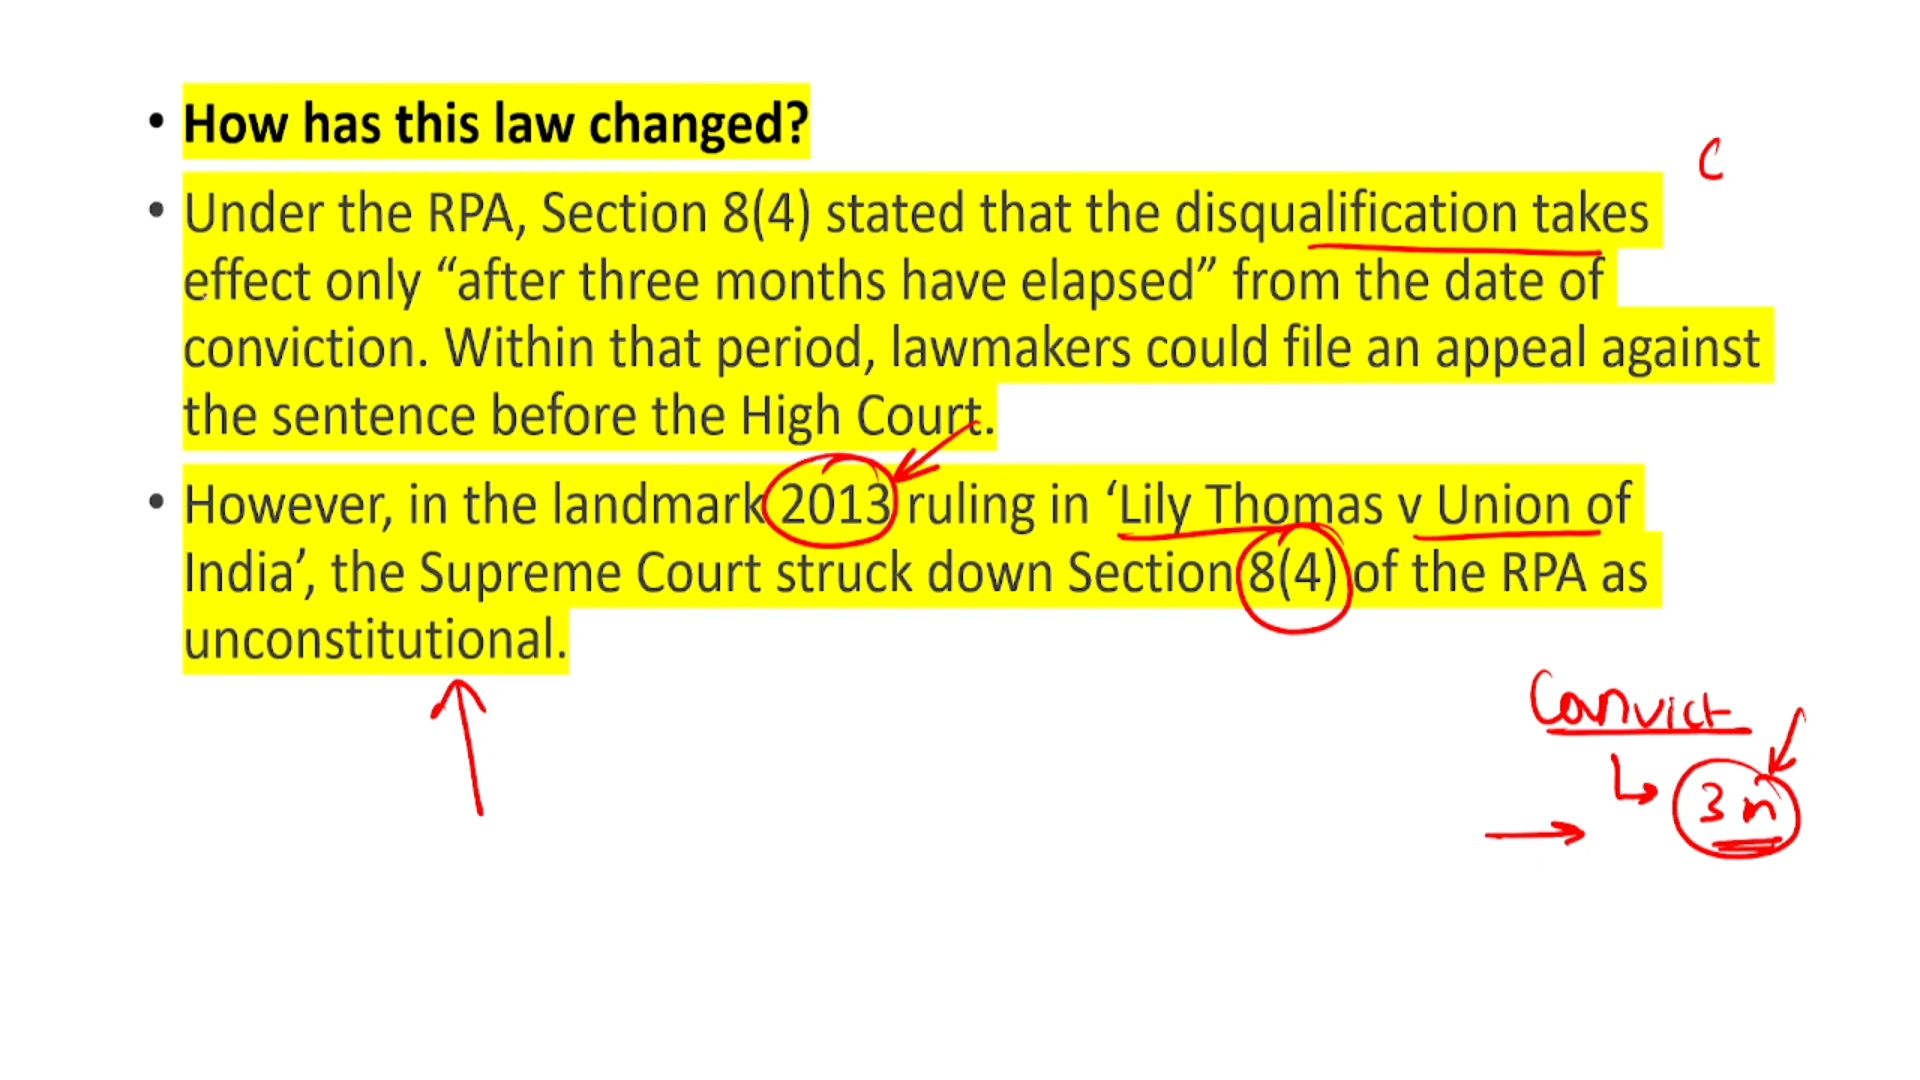 • How has this law changed?
C
• Under the RPA, Section 8(4) stated that the disqualification takes
effect only “after three months have elapsed” from the date of
conviction. Within that period, lawmakers could file an appeal against
the sentence before the High Court.
• However, in the landmark 2013 ruling in ‘Lily Thomas v Union of
India’, the Supreme Court struck down Section 8(4) of the RPA as
unconstitutional.
Convict
3 m